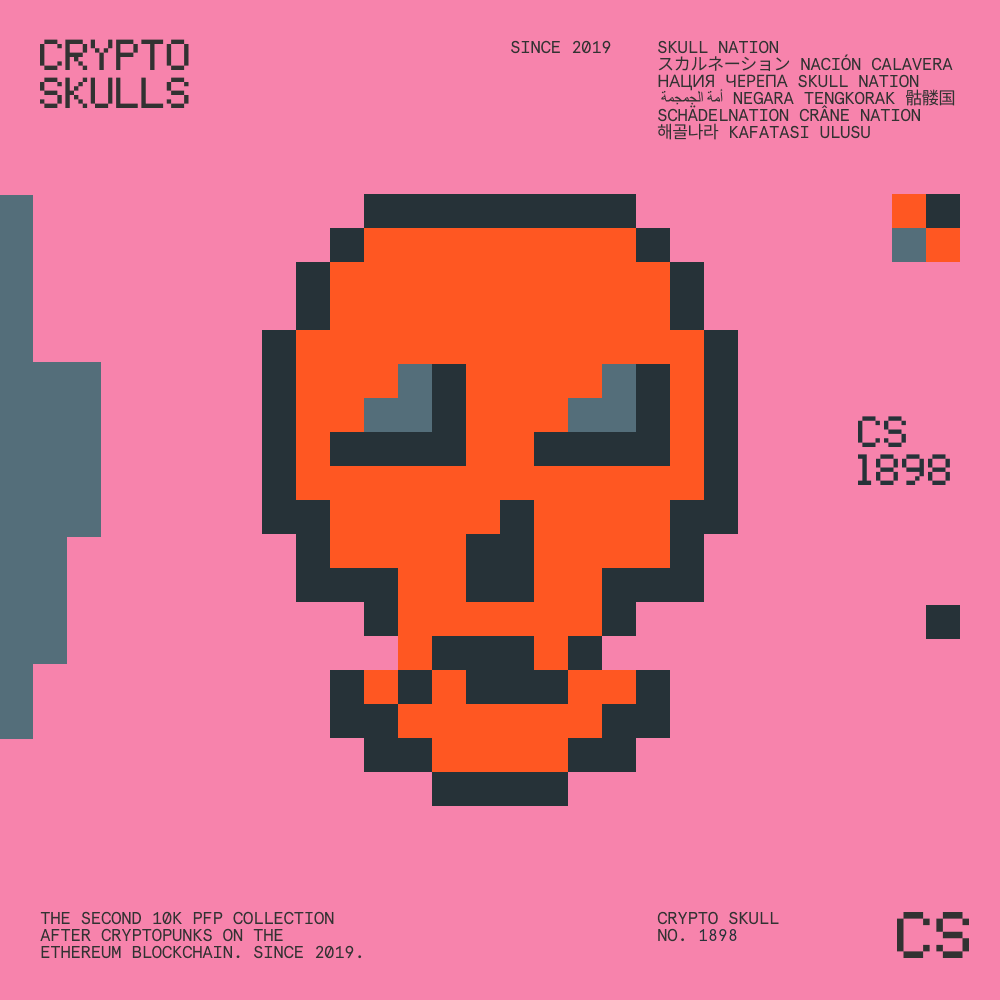 CRYPTO
SKULLS
SINCE 2019
SKULL NATION
スカルネーション NACIÓN CALAVERA
НАЦИЯ ЧЕРЕПА SKULL NATION
أمة الجمجمة NEGARA TENGKORAK 骷髅国
SCHÄDELNATION CRÂNE NATION
해골나라 KAFATASI ULUSU
CS
1898
THE SECOND 10K PFP COLLECTION
AFTER CRYPTOPUNKS ON THE
ETHEREUM BLOCKCHAIN. SINCE 2019.
CRYPTO SKULL
NO. 1898
CS